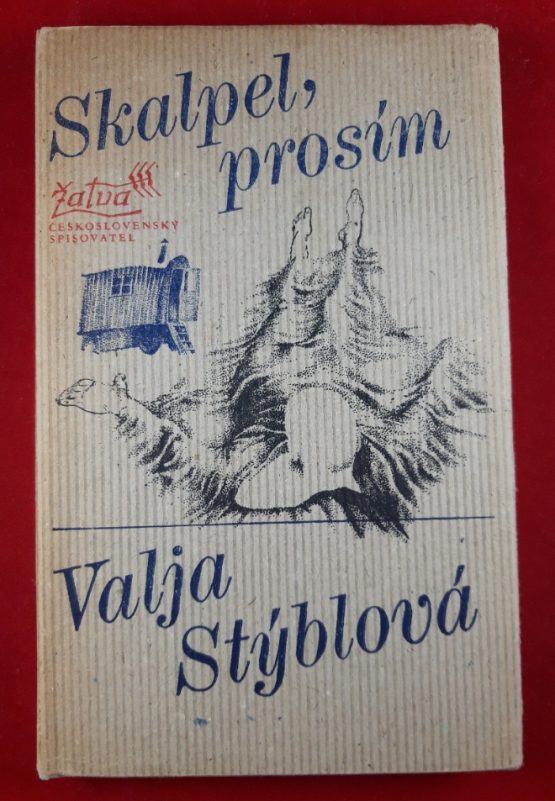 Skalpel,
prosím
Žatva
ČESKOSLOVENSKÝ
SPISOVATEL
Valja
Stýblová